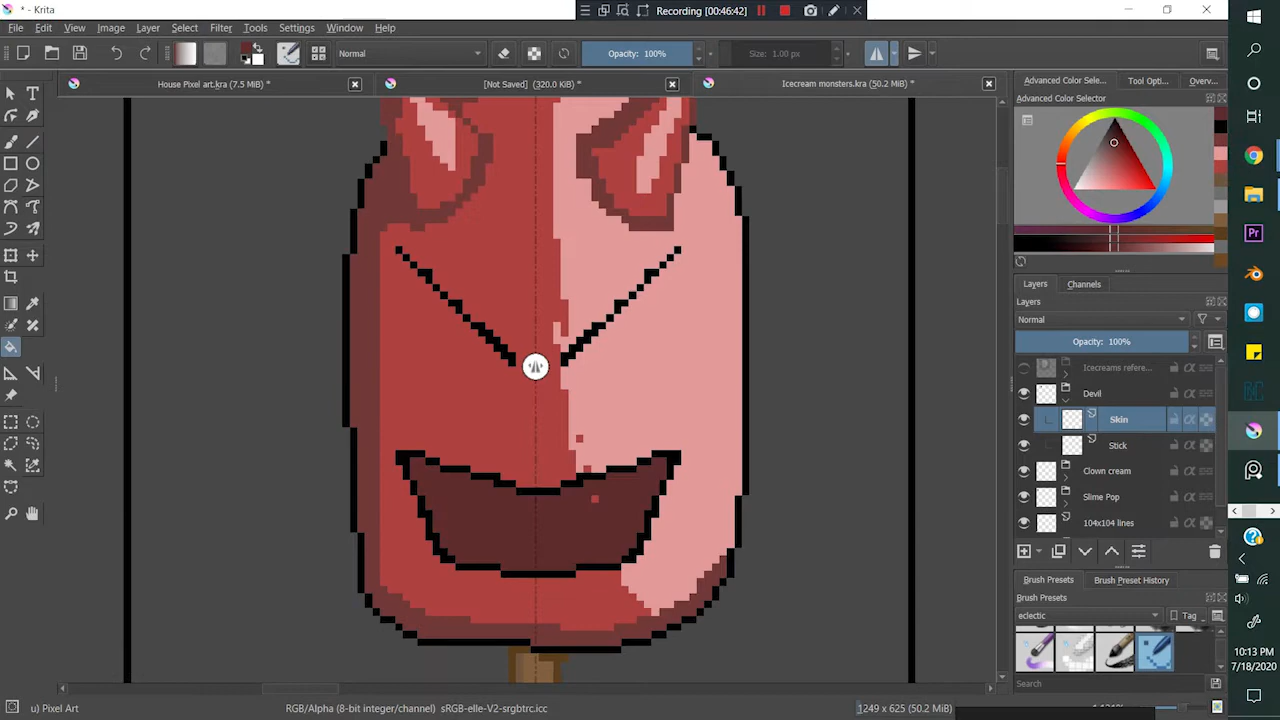 * - Krita
Recording (00:46:42)
File Edit View Image Layer Select Filter Tools Settings Window Help
Normal
Opacity: 100%
Size: 1.00 px
House Pixel art.kra (7.5 MiB) *
[Not Saved] (320.0 KiB) *
Icecream monsters.kra (50.2 MiB) *
Advanced Color Selec...
Tool Opti...
Overv...
Advanced Color Selector
Layers
Channels
Layers
Normal
Opacity: 100%
Icecreams refere...
Devil
Skin
Stick
Clown cream
Slime Pop
104x104 lines
Brush Presets
Brush Preset History
Brush Presets
eclectic
Tag
Search
Pr
10:13 PM
7/18/2020
u) Pixel Art
RGB/Alpha (8-bit integer/channel) sRGB-elle-V2-srgbtrc.icc
1249 x 625 (50.2 MiB)